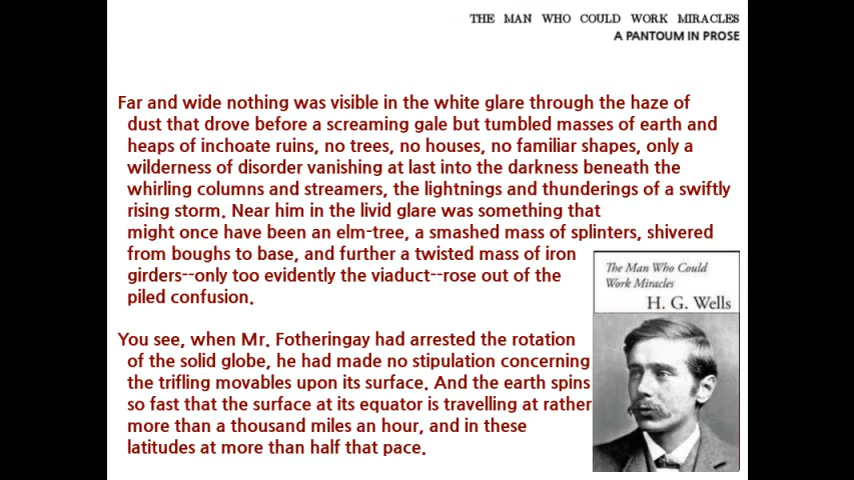 THE MAN WHO COULD WORK MIRACLES
A PANTOUM IN PROSE
Far and wide nothing was visible in the white glare through the haze of
dust that drove before a screaming gale but tumbled masses of earth and
heaps of inchoate ruins, no trees, no houses, no familiar shapes, only a
wilderness of disorder vanishing at last into the darkness beneath the
whirling columns and streamers, the lightnings and thunderings of a swiftly
rising storm. Near him in the livid glare was something that
might once have been an elm-tree, a smashed mass of splinters, shivered
from boughs to base, and further a twisted mass of iron
girders--only too evidently the viaduct--rose out of the
piled confusion.
You see, when Mr. Fotheringay had arrested the rotation
of the solid globe, he had made no stipulation concerning
the trifling movables upon its surface. And the earth spins
so fast that the surface at its equator is travelling at rather
more than a thousand miles an hour, and in these
latitudes at more than half that pace.
The Man Who Could
Work Miracles
H. G. Wells